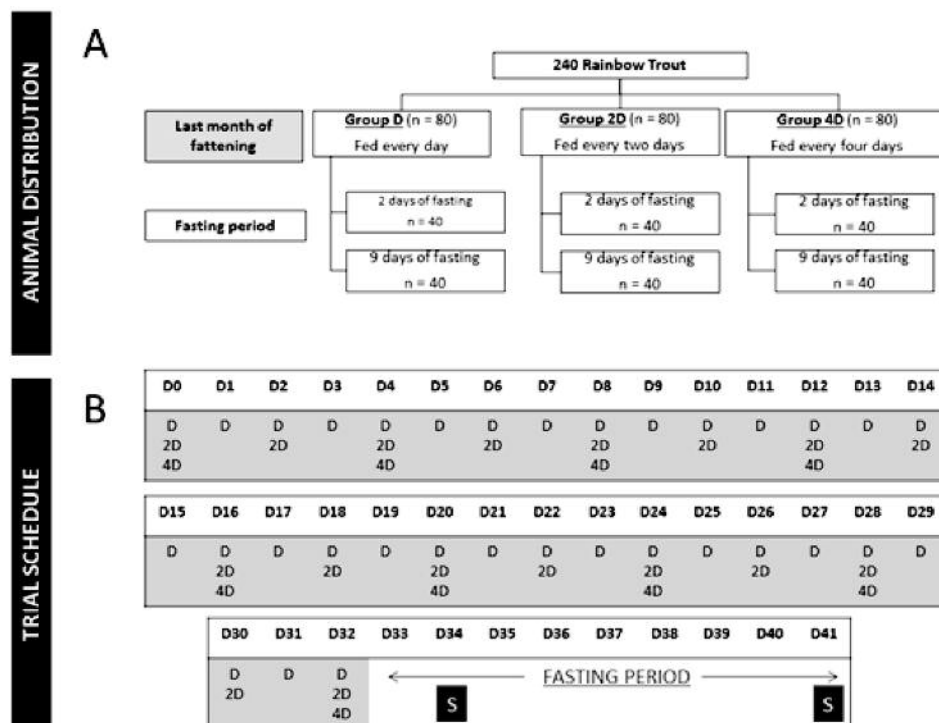 ANIMAL DISTRIBUTION
A
240 Rainbow Trout
Last month of
fattening
Group D (n = 80)
Fed every day
Group 2D (n = 80)
Fed every two days
Group 4D (n = 80)
Fed every four days
Fasting period
2 days of fasting
n = 40
2 days of fasting
n = 40
2 days of fasting
n = 40
9 days of fasting
n = 40
9 days of fasting
n = 40
9 days of fasting
n = 40
TRIAL SCHEDULE
B
D0 D1 D2 D3 D4 D5 D6 D7 D8 D9 D10 D11 D12 D13 D14
D D D D D D D D D D D D D D D
2D 2D 2D 2D 2D 2D 2D 2D
4D 4D 4D 4D
D15 D16 D17 D18 D19 D20 D21 D22 D23 D24 D25 D26 D27 D28 D29
D D D D D D D D D D D D D D D
2D 2D 2D 2D 2D 2D 2D
4D 4D 4D 4D
D30 D31 D32 D33 D34 D35 D36 D37 D38 D39 D40 D41
D D D FASTING PERIOD
2D 2D S S
4D